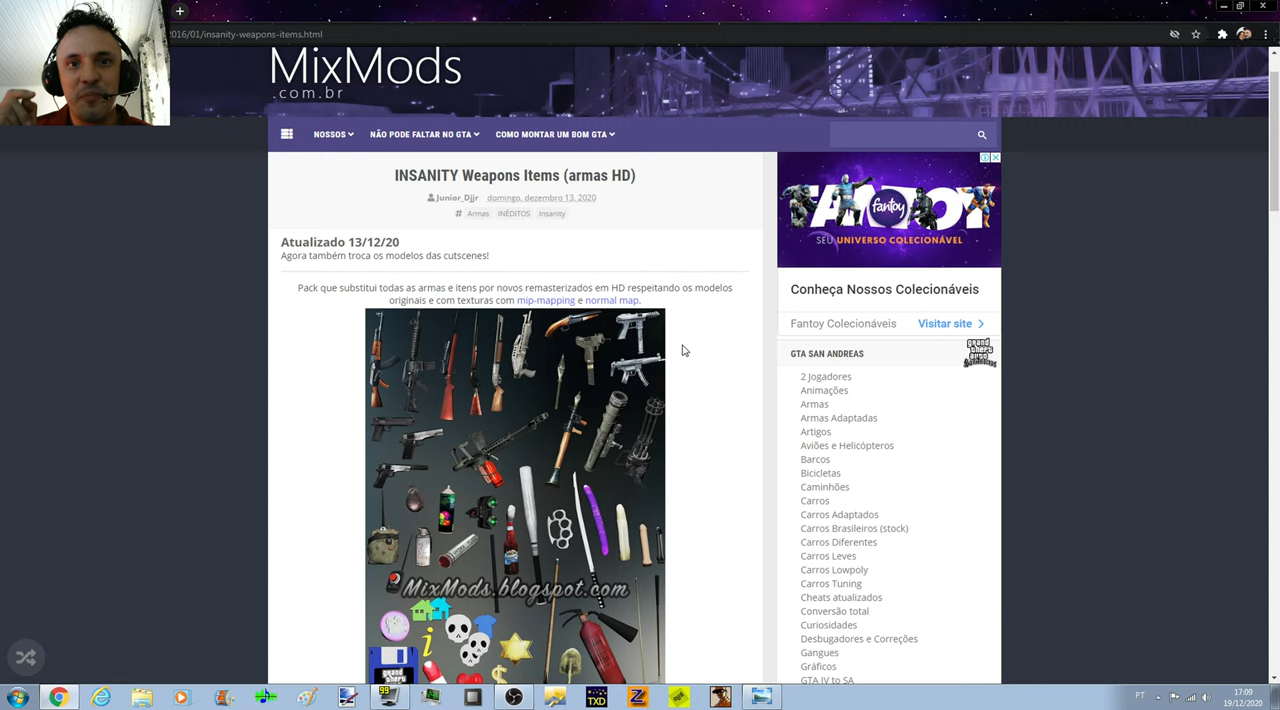 2016/01/insanity-weapons-items.html
MixMods
.com.br
NOSSOS
NÃO PODE FALTAR NO GTA
COMO MONTAR UM BOM GTA
INSANITY Weapons Items (armas HD)
Junior_Djjr domingo, dezembro 13, 2020
# Armas INÉDITOS Insanity
Atualizado 13/12/20
Agora também troca os modelos das cutscenes!
Pack que substitui todas as armas e itens por novos remasterizados em HD respeitando os modelos
originais e com texturas com mip-mapping e normal map.
MixMods.blogspot.com
FANTOY
fantoy
SEU UNIVERSO COLECIONÁVEL
Conheça Nossos Colecionáveis
Fantoy Colecionáveis Visitar site
GTA SAN ANDREAS
2 Jogadores
Animações
Armas
Armas Adaptadas
Artigos
Aviões e Helicópteros
Barcos
Bicicletas
Caminhões
Carros
Carros Adaptados
Carros Brasileiros (stock)
Carros Diferentes
Carros Leves
Carros Lowpoly
Carros Tuning
Cheats atualizados
Conversão total
Curiosidades
Desbugadores e Correções
Gangues
Gráficos
GTA IV to SA
99
TXD
PT
17:09
19/12/2020